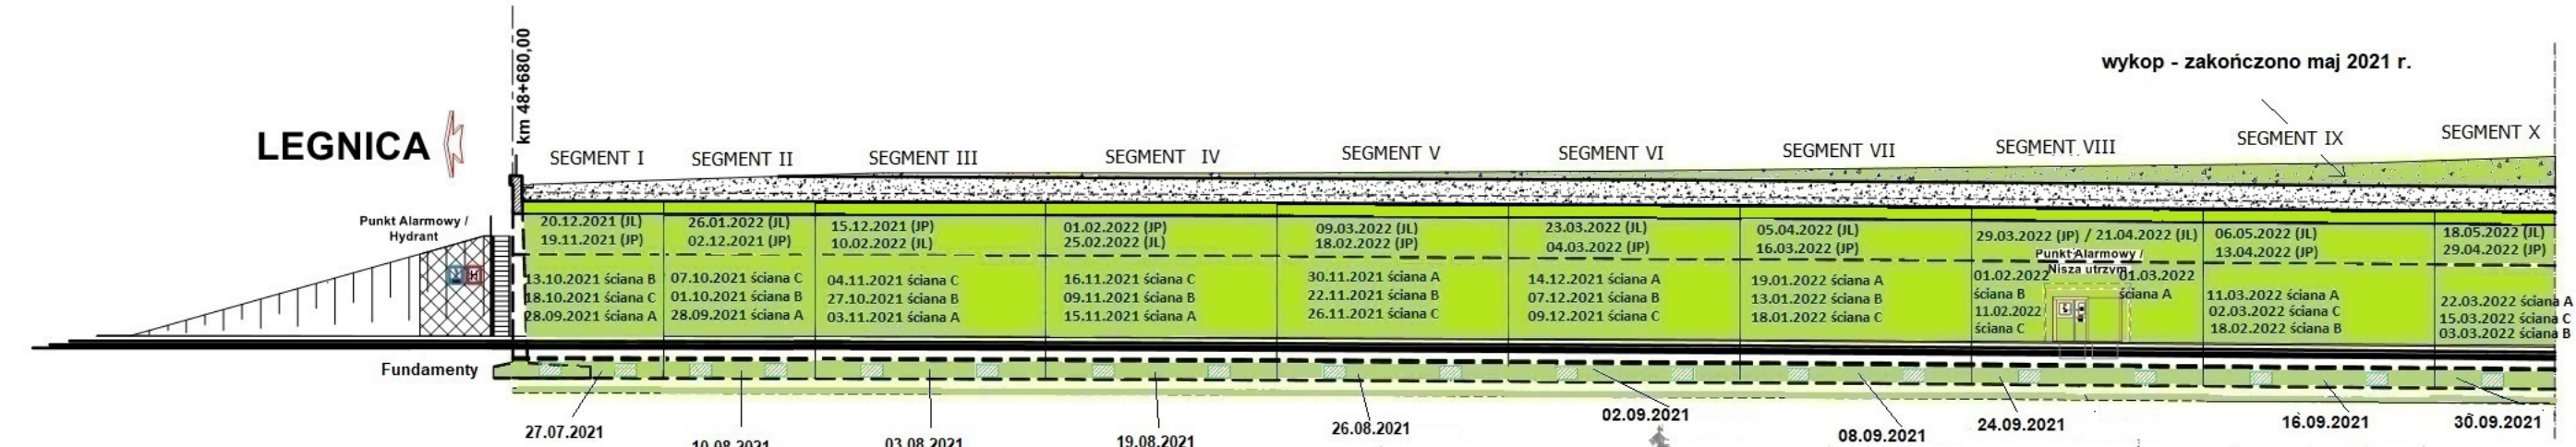 km 48+680,00
wykop - zakończono maj 2021 r.
LEGNICA
SEGMENT I
SEGMENT II
SEGMENT III
SEGMENT IV
SEGMENT V
SEGMENT VI
SEGMENT VII
SEGMENT VIII
SEGMENT IX
SEGMENT X
Punkt Alarmowy /
Hydrant
20.12.2021 (JL)
19.11.2021 (JP)
13.10.2021 ściana B
18.10.2021 ściana C
28.09.2021 ściana A
26.01.2022 (JL)
02.12.2021 (JP)
07.10.2021 ściana C
01.10.2021 ściana B
28.09.2021 ściana A
15.12.2021 (JP)
10.02.2022 (JL)
04.11.2021 ściana C
27.10.2021 ściana B
03.11.2021 ściana A
01.02.2022 (JP)
25.02.2022 (JL)
16.11.2021 ściana C
09.11.2021 ściana B
15.11.2021 ściana A
09.03.2022 (JL)
18.02.2022 (JP)
30.11.2021 ściana A
22.11.2021 ściana B
26.11.2021 ściana C
23.03.2022 (JL)
04.03.2022 (JP)
14.12.2021 ściana A
07.12.2021 ściana B
09.12.2021 ściana C
05.04.2022 (JL)
16.03.2022 (JP)
19.01.2022 ściana A
13.01.2022 ściana B
18.01.2022 ściana C
29.03.2022 (JP) / 21.04.2022 (JL)
Punkt Alarmowy /
Nisza utrzym.
01.02.2022
ściana B
11.02.2022
ściana C
01.03.2022
ściana A
06.05.2022 (JL)
13.04.2022 (JP)
11.03.2022 ściana A
02.03.2022 ściana C
18.02.2022 ściana B
18.05.2022 (JL)
29.04.2022 (JP)
22.03.2022 ściana A
15.03.2022 ściana C
03.03.2022 ściana B
Fundamenty
27.07.2021
10.08.2021
03.08.2021
19.08.2021
26.08.2021
02.09.2021
08.09.2021
24.09.2021
16.09.2021
30.09.2021